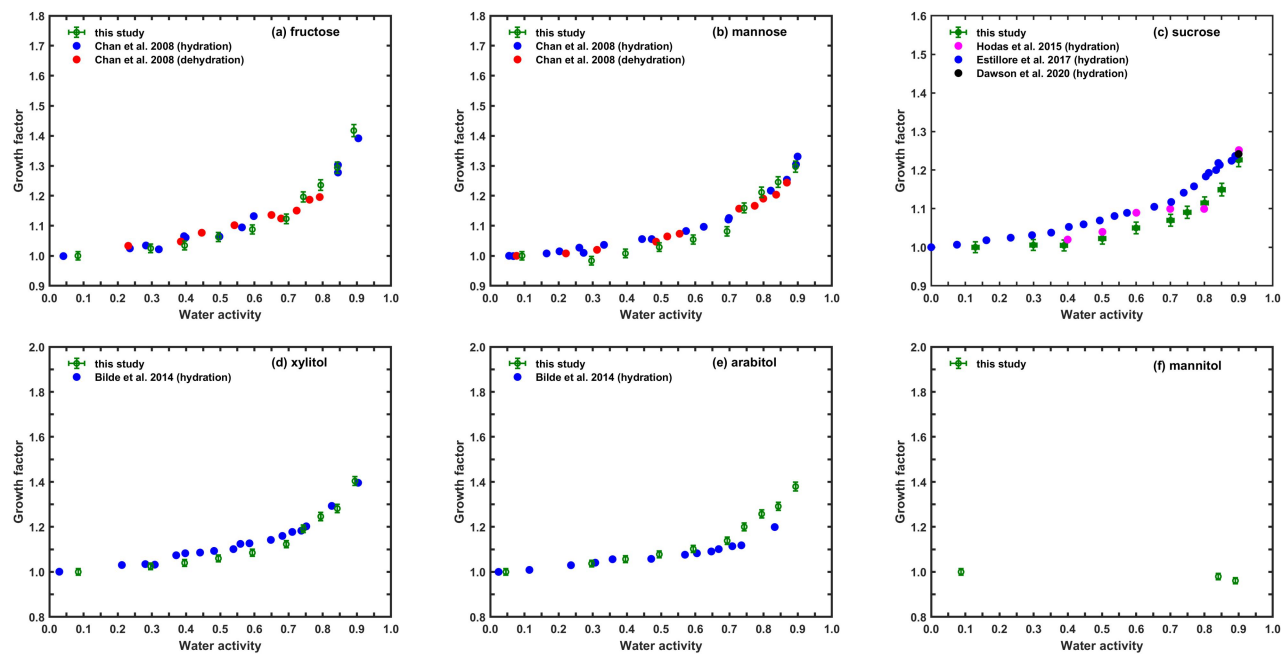 (a) fructose
this study
Chan et al. 2008 (hydration)
Chan et al. 2008 (dehydration)
Growth factor
1.8
1.7
1.6
1.5
1.4
1.3
1.2
1.1
1.0
0.9
0.0 0.1 0.2 0.3 0.4 0.5 0.6 0.7 0.8 0.9 1.0
Water activity
(b) mannose
this study
Chan et al. 2008 (hydration)
Chan et al. 2008 (dehydration)
Growth factor
1.8
1.7
1.6
1.5
1.4
1.3
1.2
1.1
1.0
0.9
0.0 0.1 0.2 0.3 0.4 0.5 0.6 0.7 0.8 0.9 1.0
Water activity
(c) sucrose
this study
Hodas et al. 2015 (hydration)
Estillore et al. 2017 (hydration)
Dawson et al. 2020 (hydration)
Growth factor
1.6
1.5
1.4
1.3
1.2
1.1
1.0
0.9
0.0 0.1 0.2 0.3 0.4 0.5 0.6 0.7 0.8 0.9 1.0
Water activity
(d) xylitol
this study
Bilde et al. 2014 (hydration)
Growth factor
2.0
1.8
1.6
1.4
1.2
1.0
0.8
0.0 0.1 0.2 0.3 0.4 0.5 0.6 0.7 0.8 0.9 1.0
Water activity
(e) arabitol
this study
Bilde et al. 2014 (hydration)
Growth factor
2.0
1.8
1.6
1.4
1.2
1.0
0.8
0.0 0.1 0.2 0.3 0.4 0.5 0.6 0.7 0.8 0.9 1.0
Water activity
(f) mannitol
this study
Growth factor
2.0
1.8
1.6
1.4
1.2
1.0
0.8
0.0 0.1 0.2 0.3 0.4 0.5 0.6 0.7 0.8 0.9 1.0
Water activity